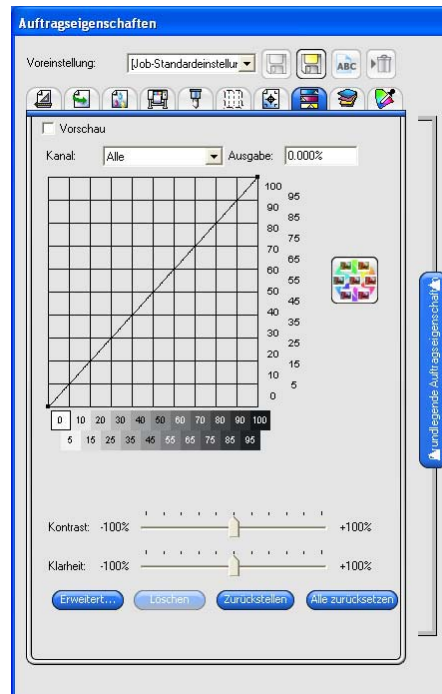 Auftragseigenschaften
Voreinstellung: [Job-Standardeinstellur
ABC
Vorschau
Kanal: Alle Ausgabe: 0.000%
100
95
90
85
80
75
70
65
60
55
50
45
40
35
30
25
20
15
10
5
0
0 10 20 30 40 50 60 70 80 90 100
5 15 25 35 45 55 65 75 85 95
Kontrast: -100% +100%
Klarheit: -100% +100%
Erweitert... Löschen Zurückstellen Alle zurücksetzen
rundlegende Auftragseigenschaft